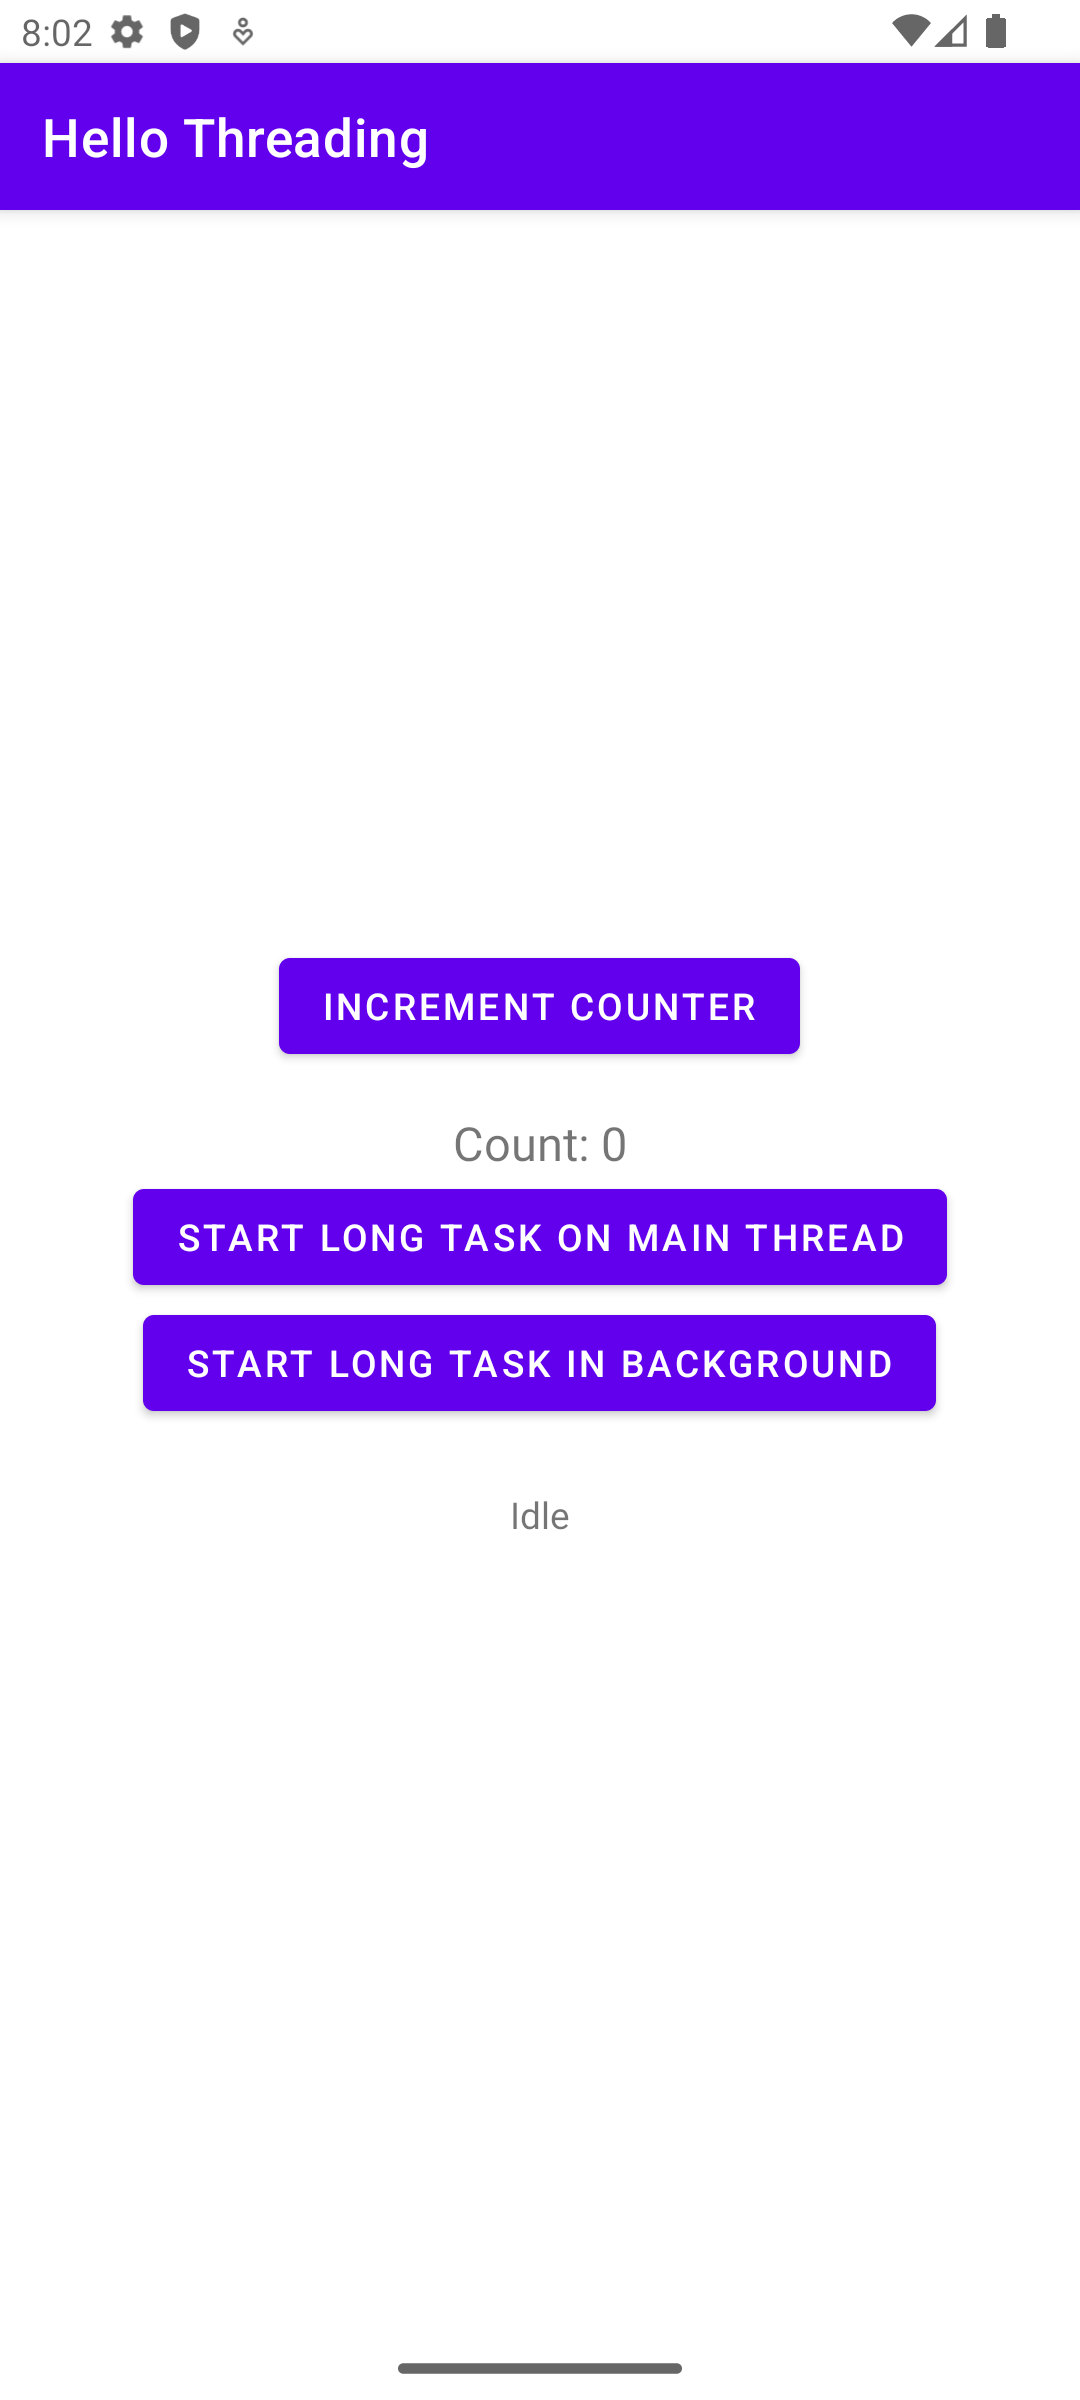 8:02
Hello Threading
INCREMENT COUNTER
Count: 0
START LONG TASK ON MAIN THREAD
START LONG TASK IN BACKGROUND
Idle